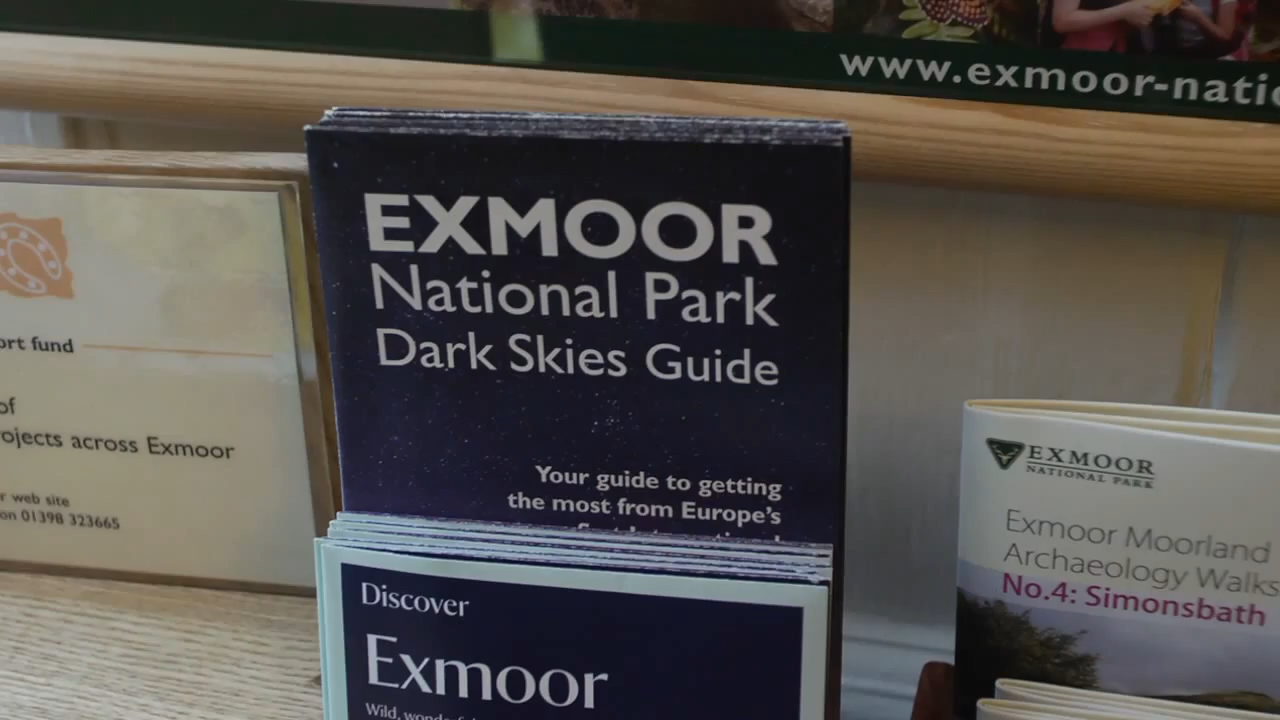 www.exmoor-natio
EXMOOR
National Park
Dark Skies Guide
Your guide to getting
the most from Europe's
Discover
Exmoor
Wild,
ort fund
of
ojects across Exmoor
r web site
on 01398 323665
EXMOOR
NATIONAL PARK
Exmoor Moorland
Archaeology Walks
No.4: Simonsbath